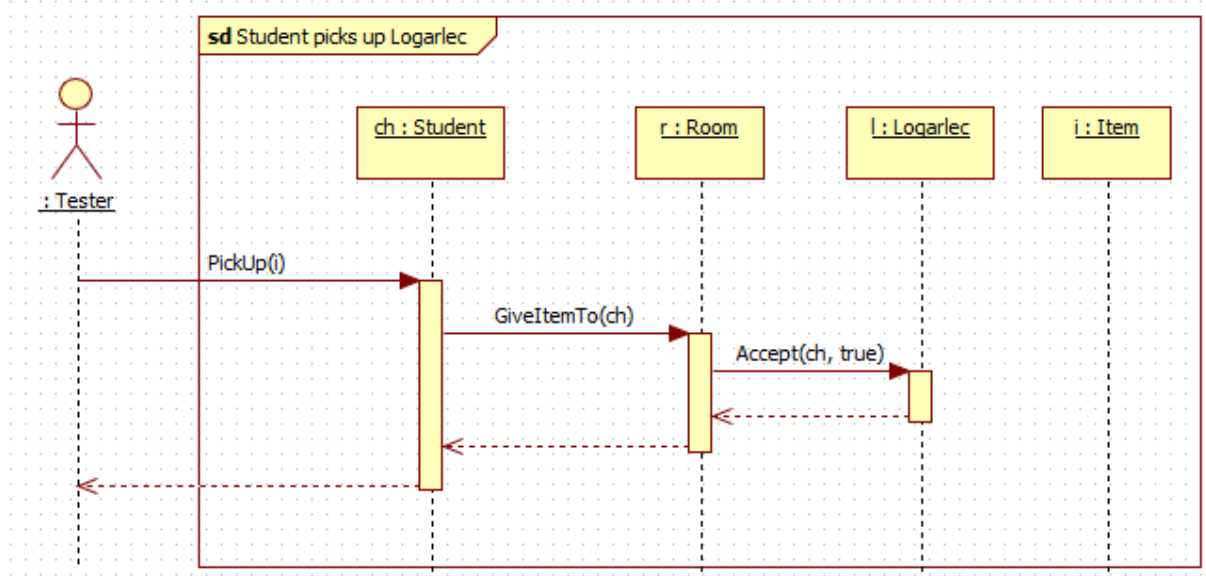 sd Student picks up Logarlec
ch : Student
r : Room
l : Logarlec
i : Item
: Tester
PickUp(i)
GiveItemTo(ch)
Accept(ch, true)